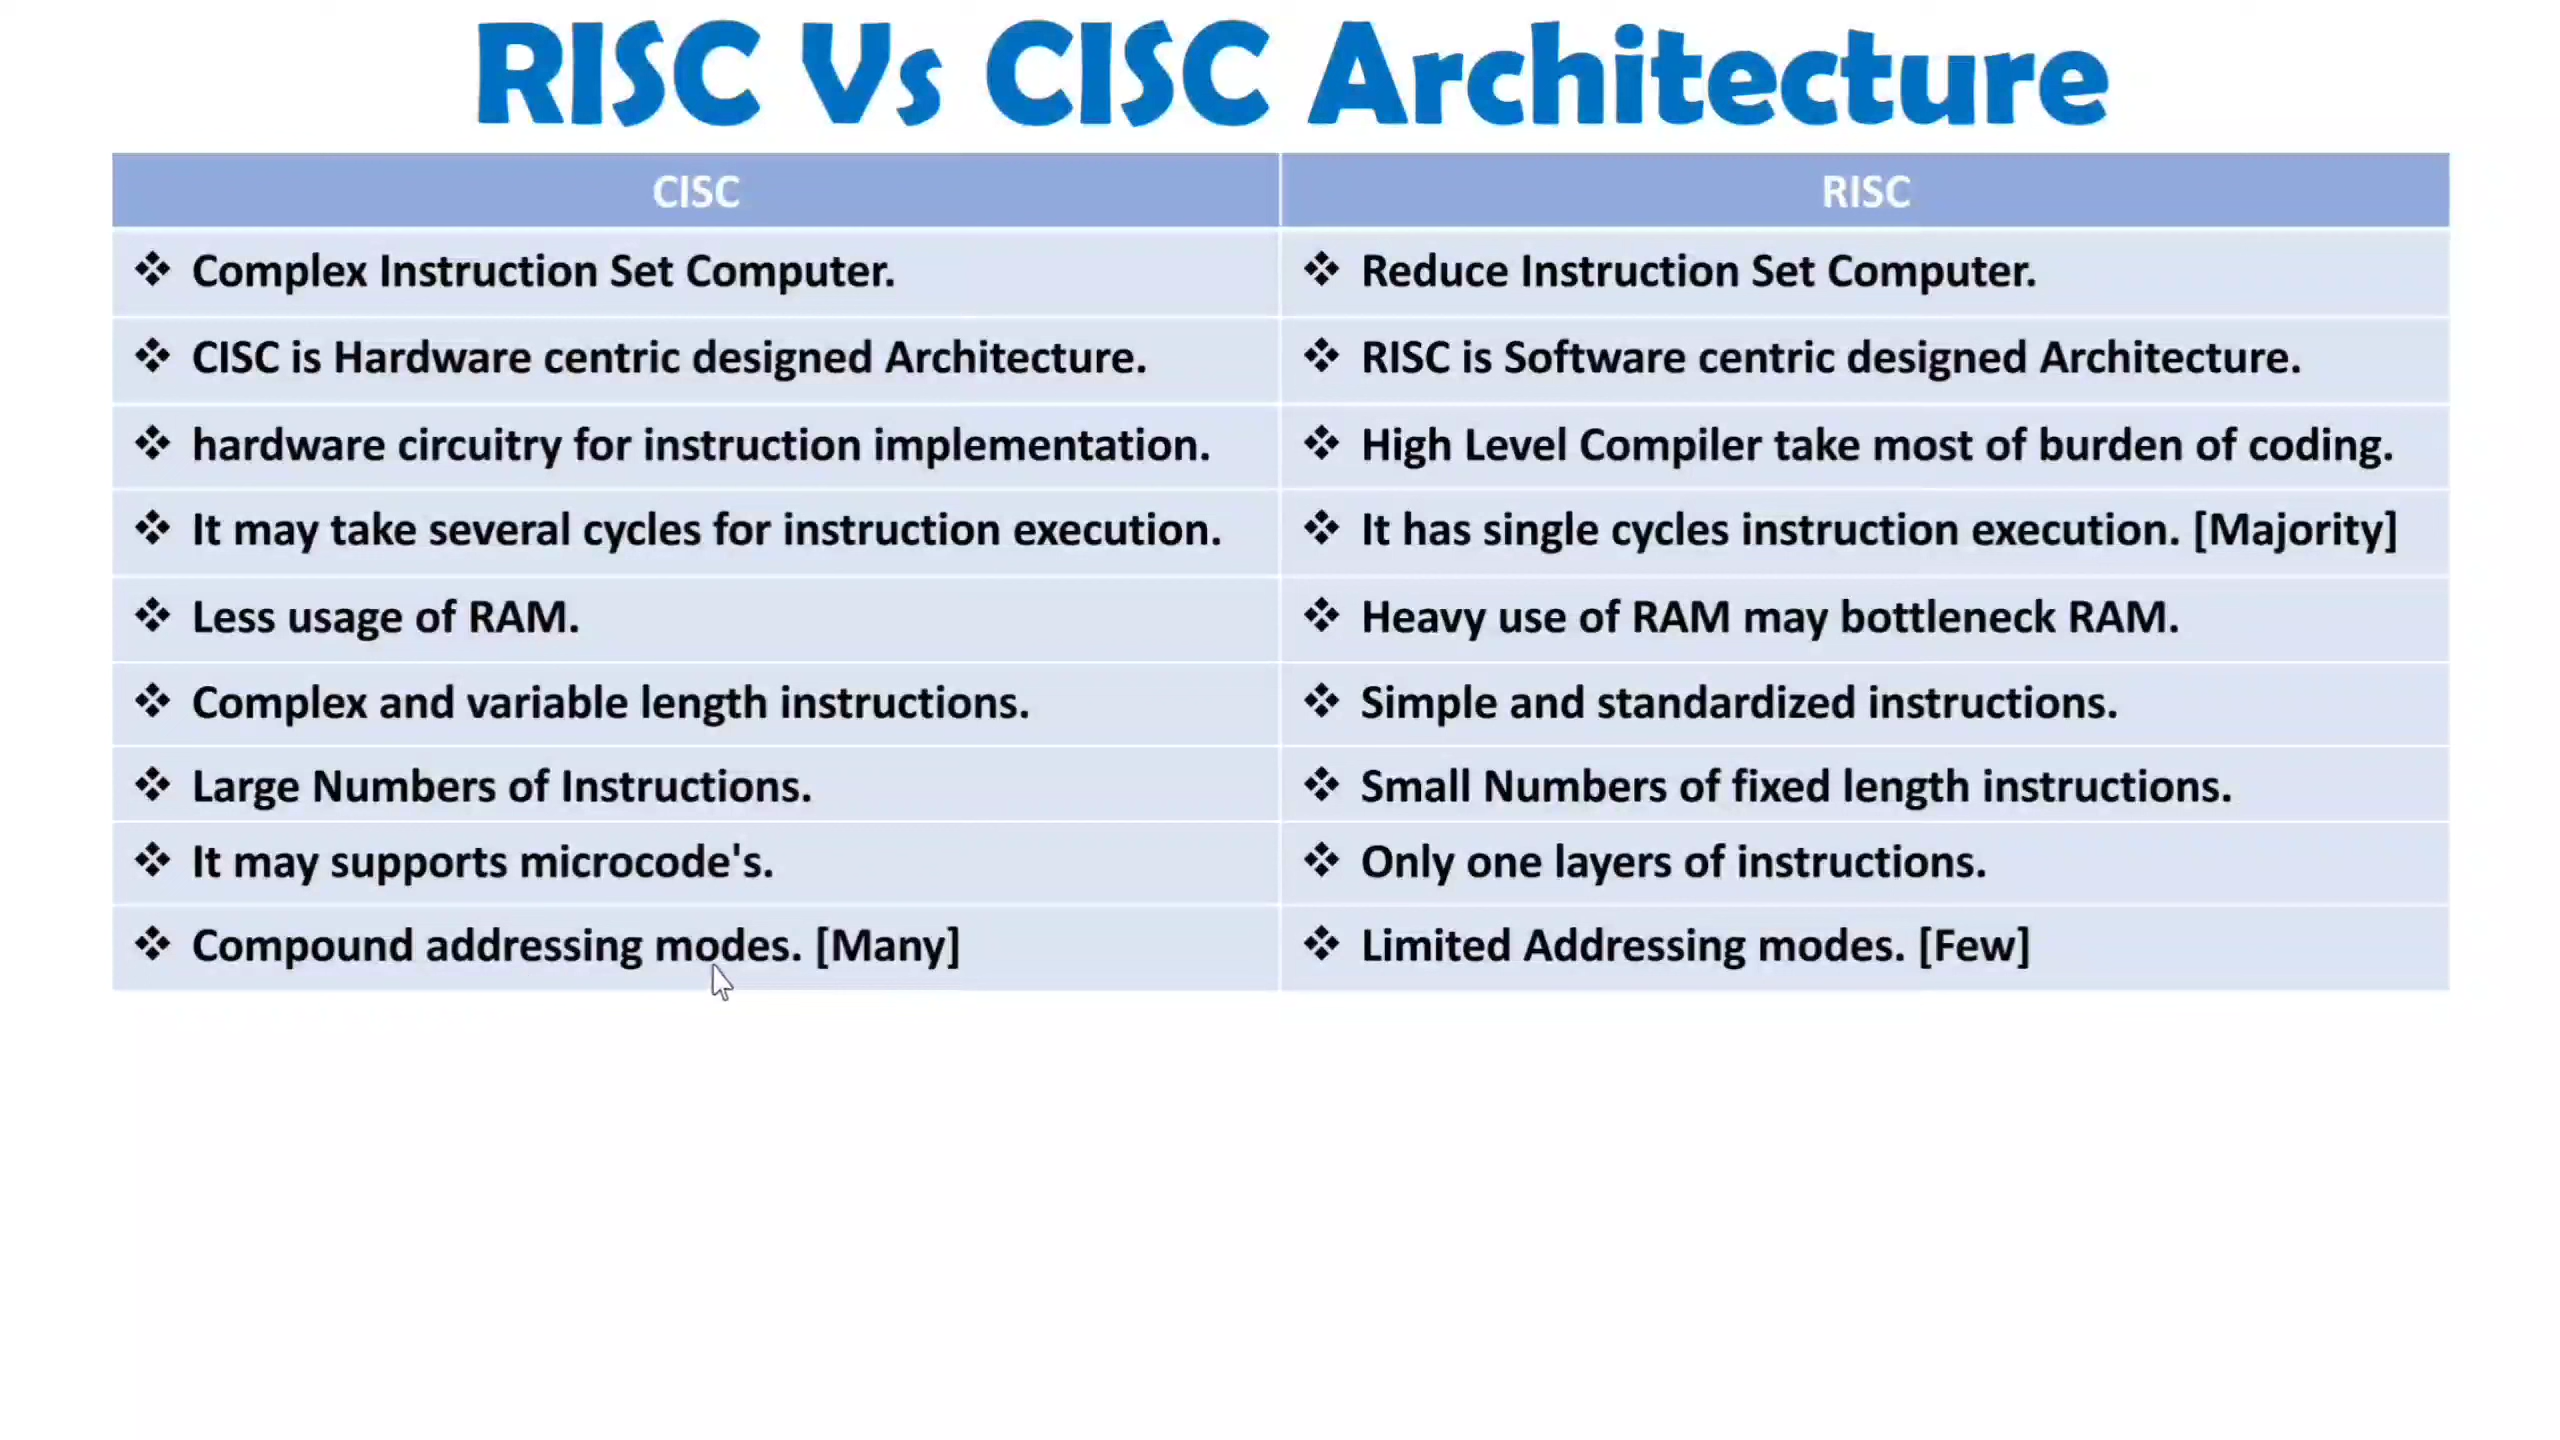 RISC Vs CISC Architecture
CISC
RISC
❖ Complex Instruction Set Computer.
❖ Reduce Instruction Set Computer.
❖ CISC is Hardware centric designed Architecture.
❖ RISC is Software centric designed Architecture.
❖ hardware circuitry for instruction implementation.
❖ High Level Compiler take most of burden of coding.
❖ It may take several cycles for instruction execution.
❖ It has single cycles instruction execution. [Majority]
❖ Less usage of RAM.
❖ Heavy use of RAM may bottleneck RAM.
❖ Complex and variable length instructions.
❖ Simple and standardized instructions.
❖ Large Numbers of Instructions.
❖ Small Numbers of fixed length instructions.
❖ It may supports microcode's.
❖ Only one layers of instructions.
❖ Compound addressing modes. [Many]
❖ Limited Addressing modes. [Few]